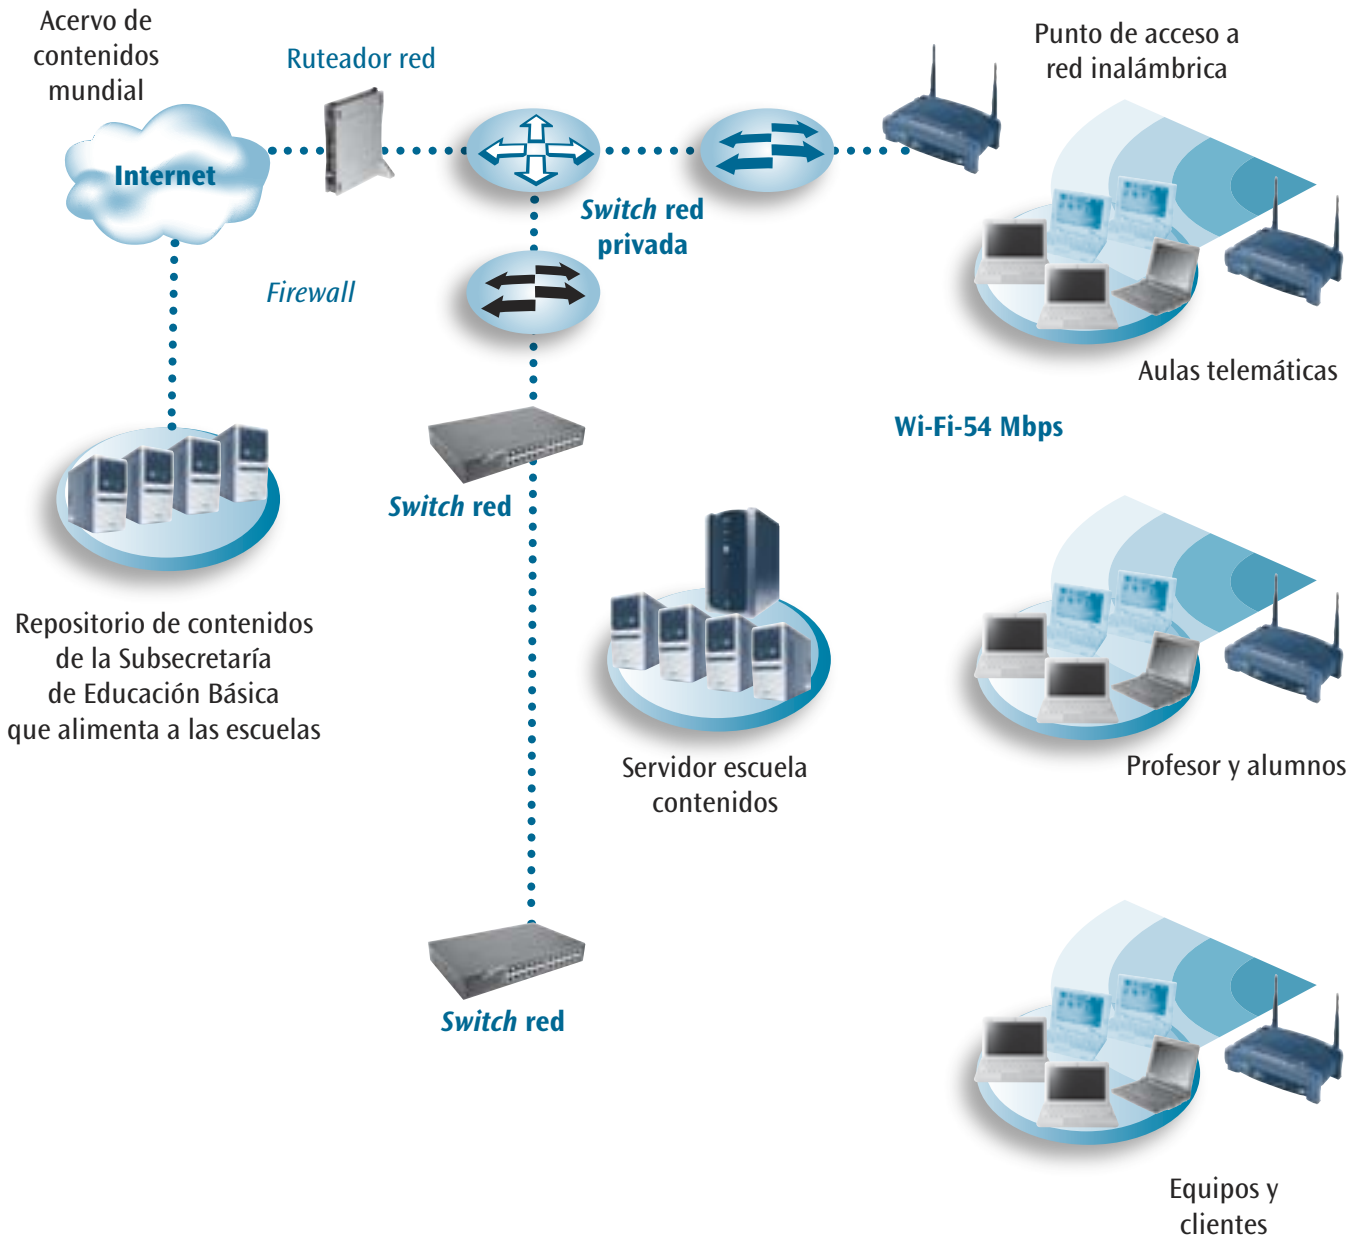 Acervo de
contenidos
mundial
Ruteador red
Punto de acceso a
red inalámbrica
Internet
Switch red
privada
Firewall
Aulas telemáticas
Wi-Fi-54 Mbps
Switch red
Repositorio de contenidos
de la Subsecretaría
de Educación Básica
que alimenta a las escuelas
Servidor escuela
contenidos
Profesor y alumnos
Switch red
Equipos y
clientes